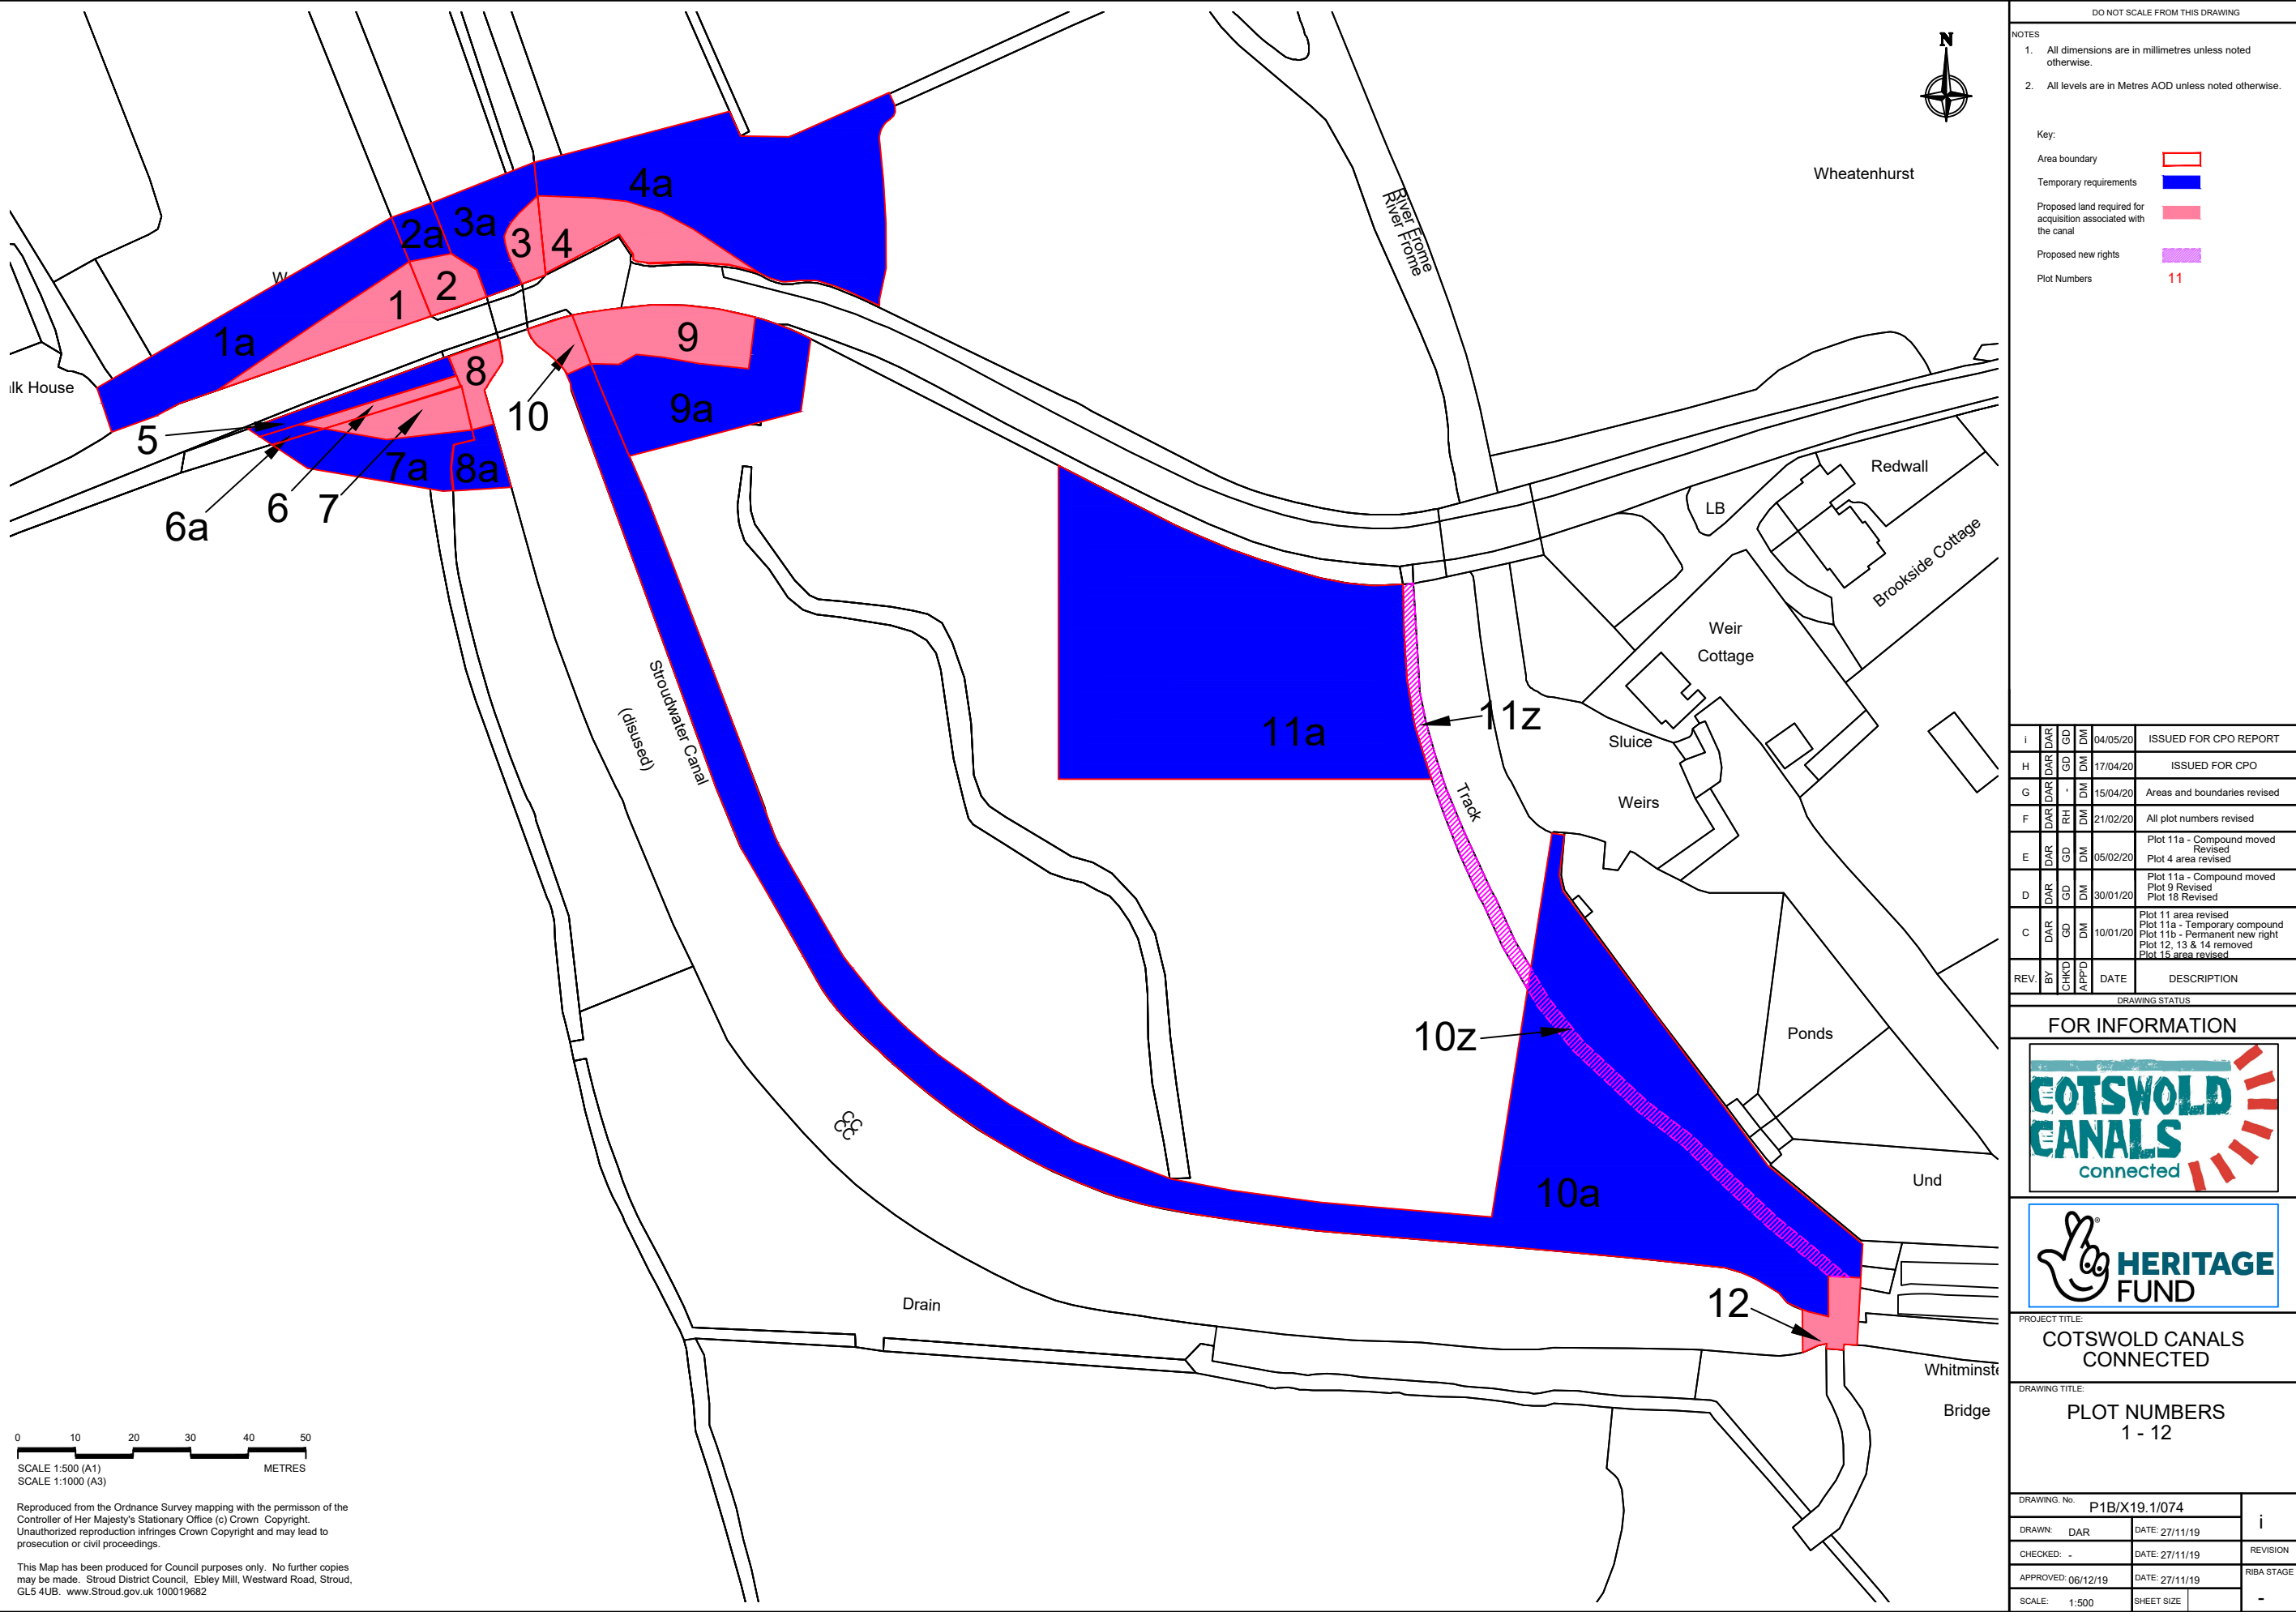 DO NOT SCALE FROM THIS DRAWING
NOTES
1. All dimensions are in millimetres unless noted
otherwise.
2. All levels are in Metres AOD unless noted otherwise.
Key:
Area boundary
Temporary requirements
Proposed land required for
acquisition associated with
the canal
Proposed new rights
Plot Numbers 11
N
Wheatenhurst
River Frome
River Frome
4a
3a
2a
3
4
2
1
1a
W
lk House
9
8
10
9a
5
7a
8a
6
7
6a
Redwall
LB
Brookside Cottage
Weir
Cottage
Stroudwater Canal
(disused)
11a
11z
Sluice
Track
Weirs
10z
Ponds
CC
CC
10a
Und
12
Drain
Whitminste
Bridge
0 10 20 30 40 50
SCALE 1:500 (A1) METRES
SCALE 1:1000 (A3)
Reproduced from the Ordnance Survey mapping with the permisson of the
Controller of Her Majesty's Stationary Office (c) Crown Copyright.
Unauthorized reproduction infringes Crown Copyright and may lead to
prosecution or civil proceedings.
This Map has been produced for Council purposes only. No further copies
may be made. Stroud District Council, Ebley Mill, Westward Road, Stroud,
GL5 4UB. www.Stroud.gov.uk 100019682
i DAR GD DM 04/05/20 ISSUED FOR CPO REPORT
H DAR GD DM 17/04/20 ISSUED FOR CPO
G DAR ' DM 15/04/20 Areas and boundaries revised
F DAR RH DM 21/02/20 All plot numbers revised
E DAR GD DM 05/02/20 Plot 11a - Compound moved
Revised
Plot 4 area revised
D DAR GD DM 30/01/20 Plot 11a - Compound moved
Plot 9 Revised
Plot 18 Revised
C DAR GD DM 10/01/20 Plot 11 area revised
Plot 11a - Temporary compound
Plot 11b - Permanent new right
Plot 12, 13 & 14 removed
Plot 15 area revised
REV. BY CHK'D APP'D DATE DESCRIPTION
DRAWING STATUS
FOR INFORMATION
COTSWOLD
CANALS
connected
HERITAGE
FUND
®
PROJECT TITLE:
COTSWOLD CANALS
CONNECTED
DRAWING TITLE:
PLOT NUMBERS
1 - 12
DRAWING. No. P1B/X19.1/074 i
DRAWN: DAR DATE: 27/11/19
CHECKED: - DATE: 27/11/19 REVISION
APPROVED: 06/12/19 DATE: 27/11/19 RIBA STAGE
SCALE: 1:500 SHEET SIZE -